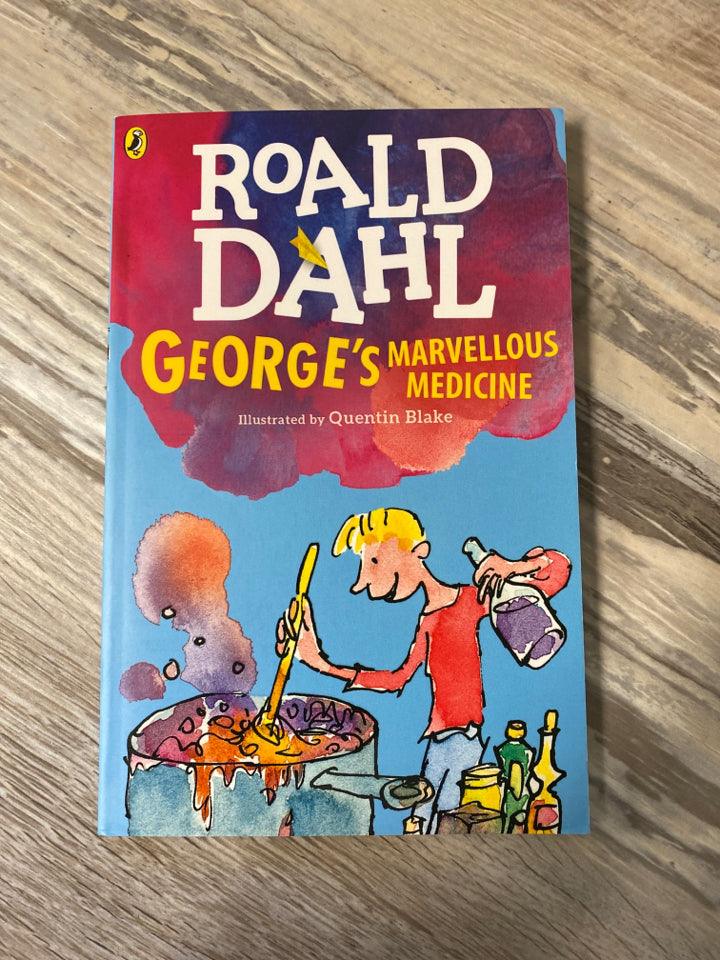 ROALD
DAHL
GEORGE'S MARVELLOUS
MEDICINE
Illustrated by Quentin Blake